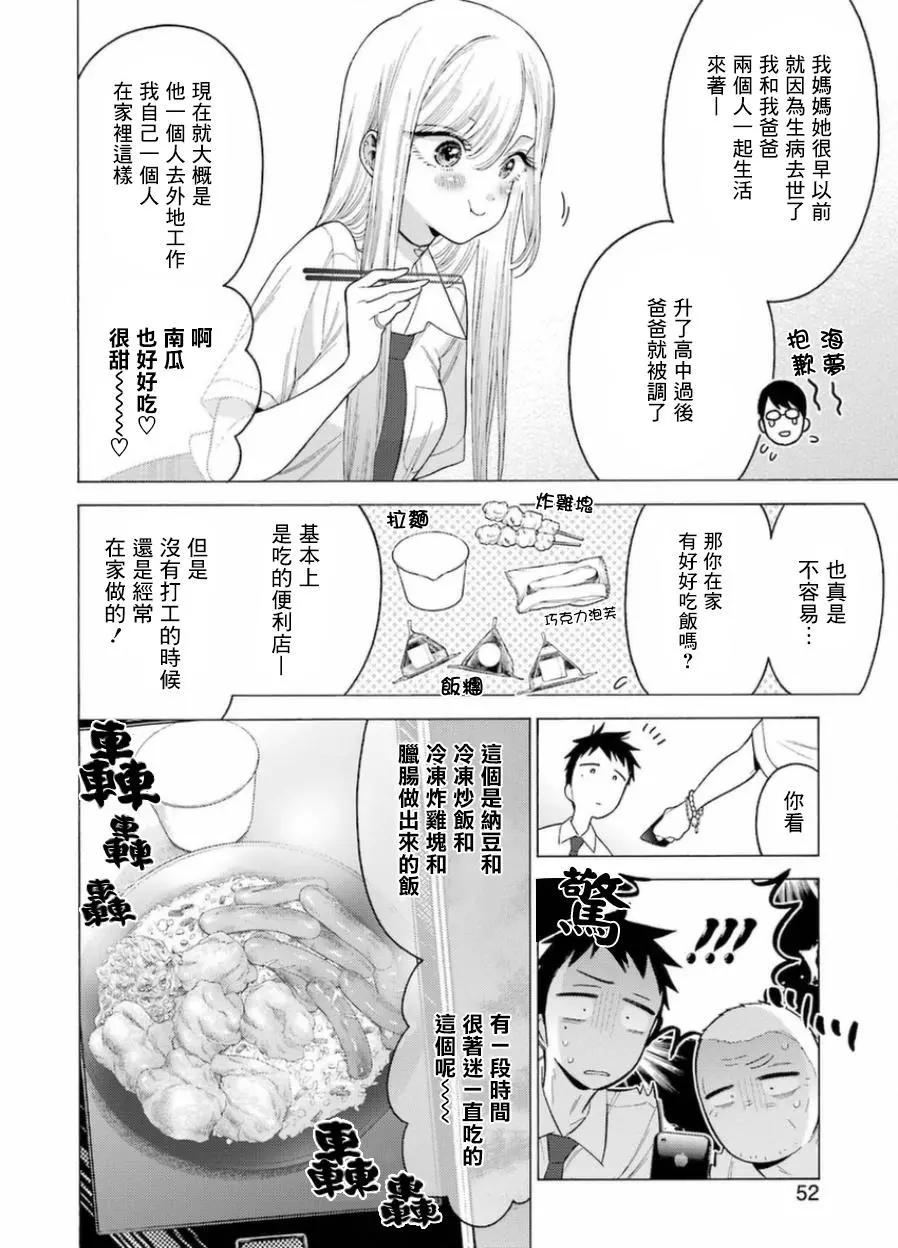 我媽媽她很早以前
就因為生病去世了
我和我爸爸
兩個人一起生活
來著—
升了高中過後
爸爸就被調了
海夢
抱歉
現在就大概是
他一個人去外地工作
我自己一個人
在家裡這樣
啊
南瓜
也好好吃♡
很甜~~~~♡
也真是
不容易…
那你在家
有好好吃飯嗎?
炸雞塊
拉麵
巧克力泡芙
飯糰
基本上
是吃的便利店—
但是
沒有打工的時候
還是經常
在家做的!
你看
這個是納豆和
冷凍炒飯和
冷凍炸雞塊和
臘腸做出來的飯
有一段時間
很著迷一直吃的
這個呢~~
轟
轟
轟
轟
轟
驚
!!!
52